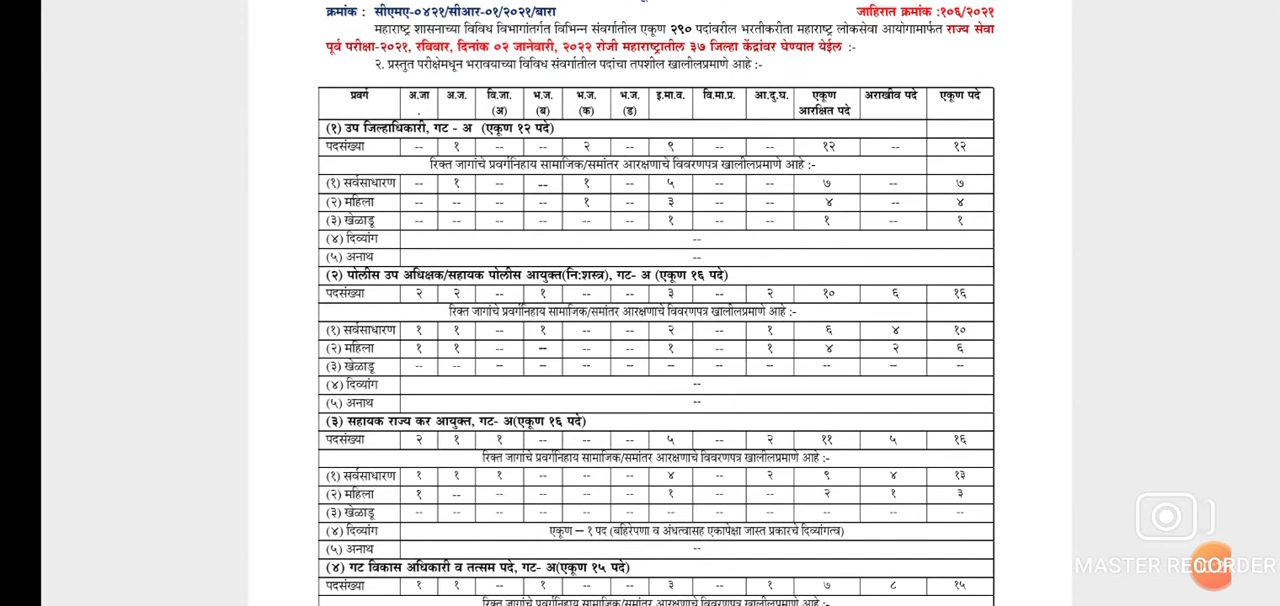 क्रमांक : सीएमए-०४२१/सीआर-०१/२०२१/बारा जाहिरात क्रमांक : १०६/२०२१
महाराष्ट्र शासनाच्या विविध विभागांतर्गत विभिन्न संवर्गातील एकूण २९० पदांवरील भरतीकरीता महाराष्ट्र लोकसेवा आयोगामार्फत राज्य सेवा
पूर्व परीक्षा-२०२१, रविवार, दिनांक ०२ जानेवारी, २०२२ रोजी महाराष्ट्रातील ३७ जिल्हा केंद्रांवर घेण्यात येईल :-
२. प्रस्तुत परीक्षेमधून भरावयाच्या विविध संवर्गातील पदांचा तपशील खालीलप्रमाणे आहे :-
प्रवर्ग अ.जा. अ.ज. वि.जा. (अ) भ.ज. (ब) भ.ज. (क) भ.ज. (ड) इ.मा.व. वि.मा.प्र. आ.दु.घ. एकूण आरक्षित पदे अराखीव पदे एकूण पदे
(१) उप जिल्हाधिकारी, गट - अ (एकूण १२ पदे)
पदसंख्या -- १ -- -- २ -- ९ -- -- १२ -- १२
रिक्त जागांचे प्रवर्गनिहाय सामाजिक/समांतर आरक्षणाचे विवरणपत्र खालीलप्रमाणे आहे :-
(१) सर्वसाधारण -- १ -- -- १ -- ५ -- -- ७ -- ७
(२) महिला -- -- -- -- १ -- ३ -- -- ४ -- ४
(३) खेळाडू -- -- -- -- -- -- १ -- -- १ -- १
(४) दिव्यांग --
(५) अनाथ --
(२) पोलीस उप अधिक्षक/सहायक पोलीस आयुक्त(नि:शस्त्र), गट- अ (एकूण १६ पदे)
पदसंख्या २ २ -- १ -- -- ३ -- २ १० ६ १६
रिक्त जागांचे प्रवर्गनिहाय सामाजिक/समांतर आरक्षणाचे विवरणपत्र खालीलप्रमाणे आहे :-
(१) सर्वसाधारण १ १ -- १ -- -- २ -- १ ६ ४ १०
(२) महिला १ १ -- -- -- -- १ -- १ ४ २ ६
(३) खेळाडू -- -- -- -- -- -- -- -- -- -- -- --
(४) दिव्यांग --
(५) अनाथ --
(३) सहायक राज्य कर आयुक्त, गट- अ(एकूण १६ पदे)
पदसंख्या २ १ १ -- -- -- ५ -- २ ११ ५ १६
रिक्त जागांचे प्रवर्गनिहाय सामाजिक/समांतर आरक्षणाचे विवरणपत्र खालीलप्रमाणे आहे :-
(१) सर्वसाधारण १ १ १ -- -- -- ४ -- २ ९ ४ १३
(२) महिला १ -- -- -- -- -- १ -- -- २ १ ३
(३) खेळाडू -- -- -- -- -- -- -- -- -- -- -- --
(४) दिव्यांग एकूण – १ पद (बहिरेपणा व अंधत्वासह एकापेक्षा जास्त प्रकारचे दिव्यांगत्व)
(५) अनाथ --
(४) गट विकास अधिकारी व तत्सम पदे, गट- अ(एकूण १५ पदे)
पदसंख्या १ १ -- १ -- -- ३ -- १ ७ ८ १५
रिक्त जागांचे प्रवर्गनिहाय सामाजिक/समांतर आरक्षणाचे विवरणपत्र खालीलप्रमाणे आहे :-
MASTER RECORDER